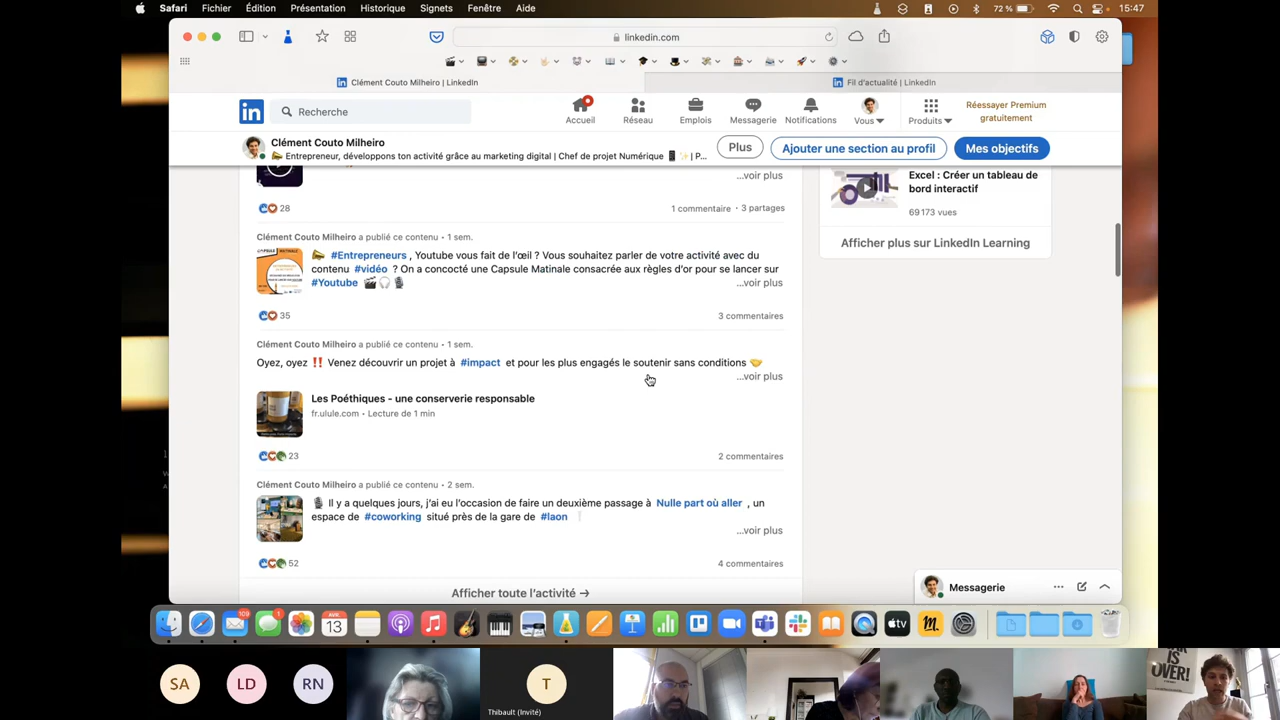 Safari Fichier Édition Présentation Historique Signets Fenêtre Aide 72 % 15:47
linkedin.com
Clément Couto Milheiro | LinkedIn
Fil d'actualité | LinkedIn
in Recherche
Accueil Réseau Emplois Messagerie Notifications Vous Produits
Réessayer Premium
gratuitement
Clément Couto Milheiro
Entrepreneur, développons ton activité grâce au marketing digital | Chef de projet Numérique | P...
Plus
Ajouter une section au profil
Mes objectifs
...voir plus
28
1 commentaire • 3 partages
Clément Couto Milheiro a publié ce contenu • 1 sem.
#Entrepreneurs , Youtube vous fait de l'œil ? Vous souhaitez parler de votre activité avec du
contenu #vidéo ? On a concocté une Capsule Matinale consacrée aux règles d'or pour se lancer sur
#Youtube
...voir plus
35
3 commentaires
Clément Couto Milheiro a publié ce contenu • 1 sem.
Oyez, oyez ‼️ Venez découvrir un projet à #impact et pour les plus engagés le soutenir sans conditions
...voir plus
Les Poéthiques - une conserverie responsable
fr.ulule.com • Lecture de 1 min
23
2 commentaires
Clément Couto Milheiro a publié ce contenu • 2 sem.
Il y a quelques jours, j'ai eu l'occasion de faire un deuxième passage à Nulle part où aller , un
espace de #coworking situé près de la gare de #laon
...voir plus
52
4 commentaires
Afficher toute l'activité →
Excel : Créer un tableau
de bord interactif
69 173 vues
Afficher plus sur LinkedIn Learning
Messagerie
109
1
AVR.
13
tv
m.
SA
LD
RN
T
Thibault (Invité)
IS
OVER!